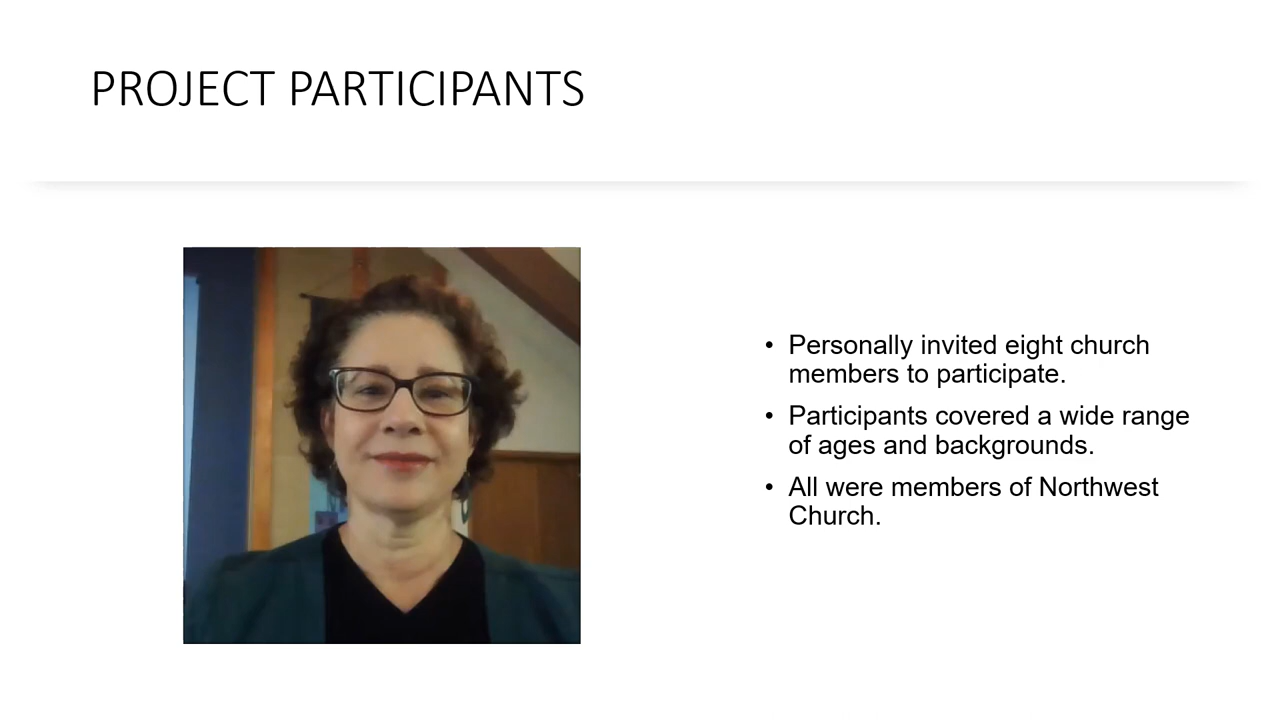 PROJECT PARTICIPANTS
• Personally invited eight church
members to participate.
• Participants covered a wide range
of ages and backgrounds.
• All were members of Northwest
Church.